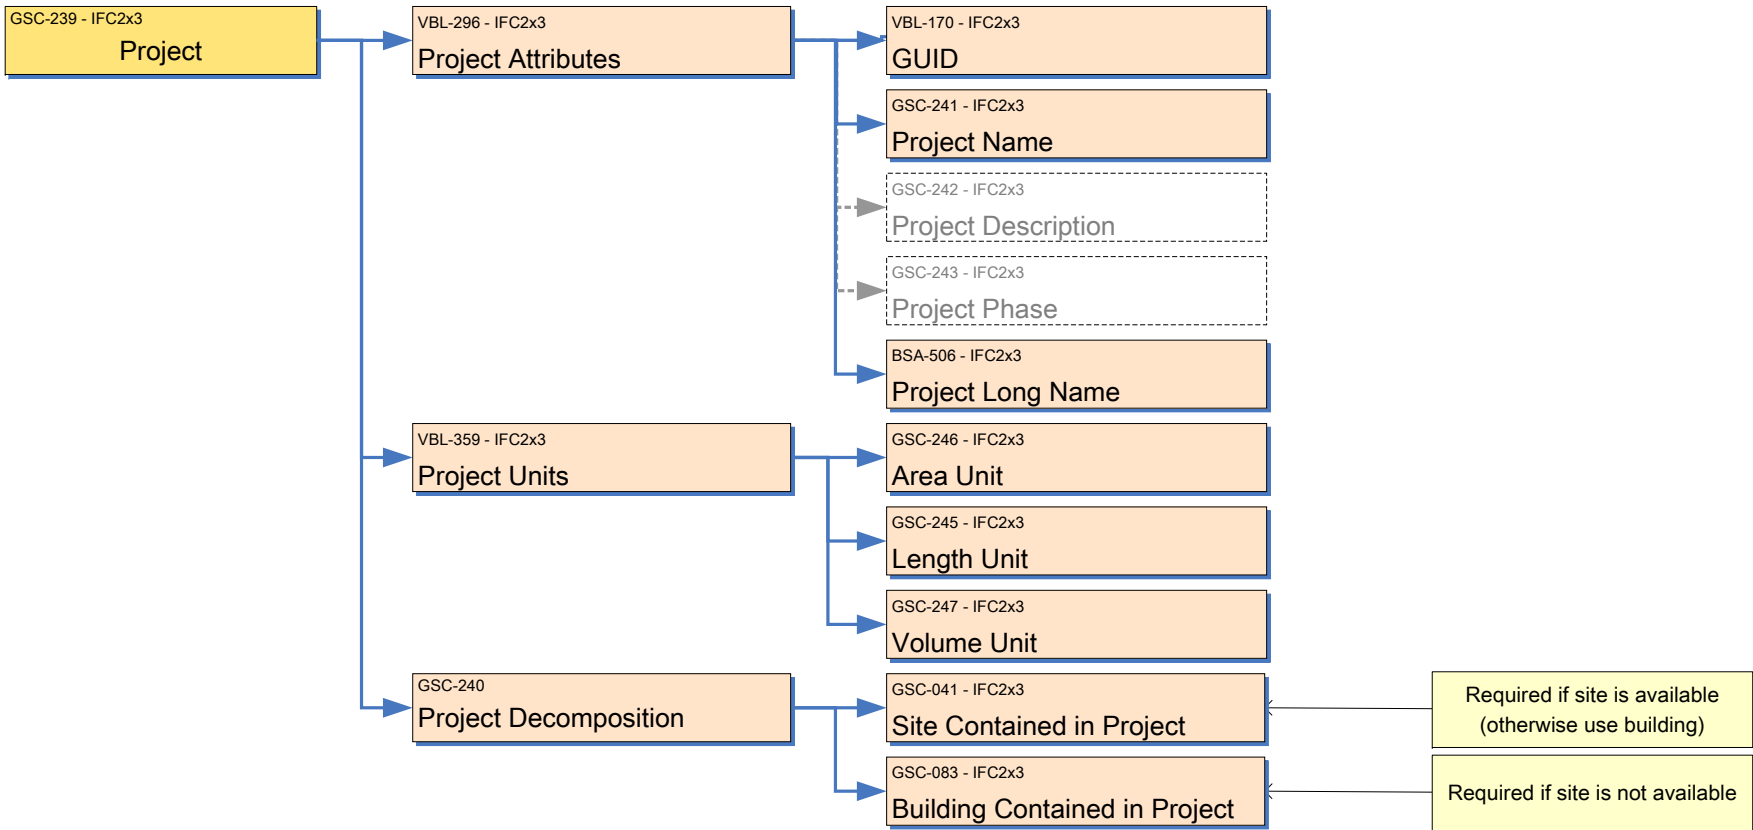 GSC-239 - IFC2x3
Project
VBL-296 - IFC2x3
Project Attributes
VBL-170 - IFC2x3
GUID
GSC-241 - IFC2x3
Project Name
GSC-242 - IFC2x3
Project Description
GSC-243 - IFC2x3
Project Phase
BSA-506 - IFC2x3
Project Long Name
VBL-359 - IFC2x3
Project Units
GSC-246 - IFC2x3
Area Unit
GSC-245 - IFC2x3
Length Unit
GSC-247 - IFC2x3
Volume Unit
GSC-240
Project Decomposition
GSC-041 - IFC2x3
Site Contained in Project
Required if site is available
(otherwise use building)
GSC-083 - IFC2x3
Building Contained in Project
Required if site is not available